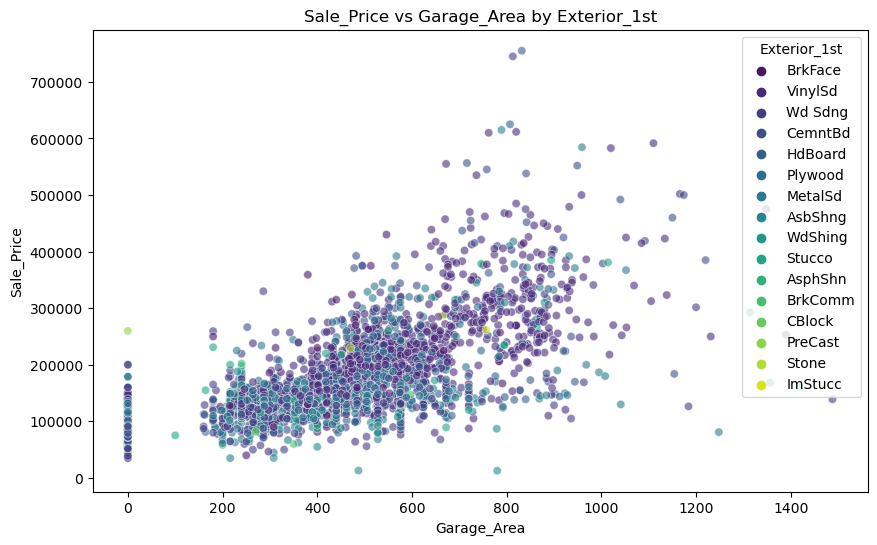 Sale_Price vs Garage_Area by Exterior_1st
Sale_Price
700000
600000
500000
400000
300000
200000
100000
0
0 200 400 600 800 1000 1200 1400
Garage_Area
Exterior_1st
BrkFace
VinylSd
Wd Sdng
CemntBd
HdBoard
Plywood
MetalSd
AsbShng
WdShing
Stucco
AsphShn
BrkComm
CBlock
PreCast
Stone
ImStucc